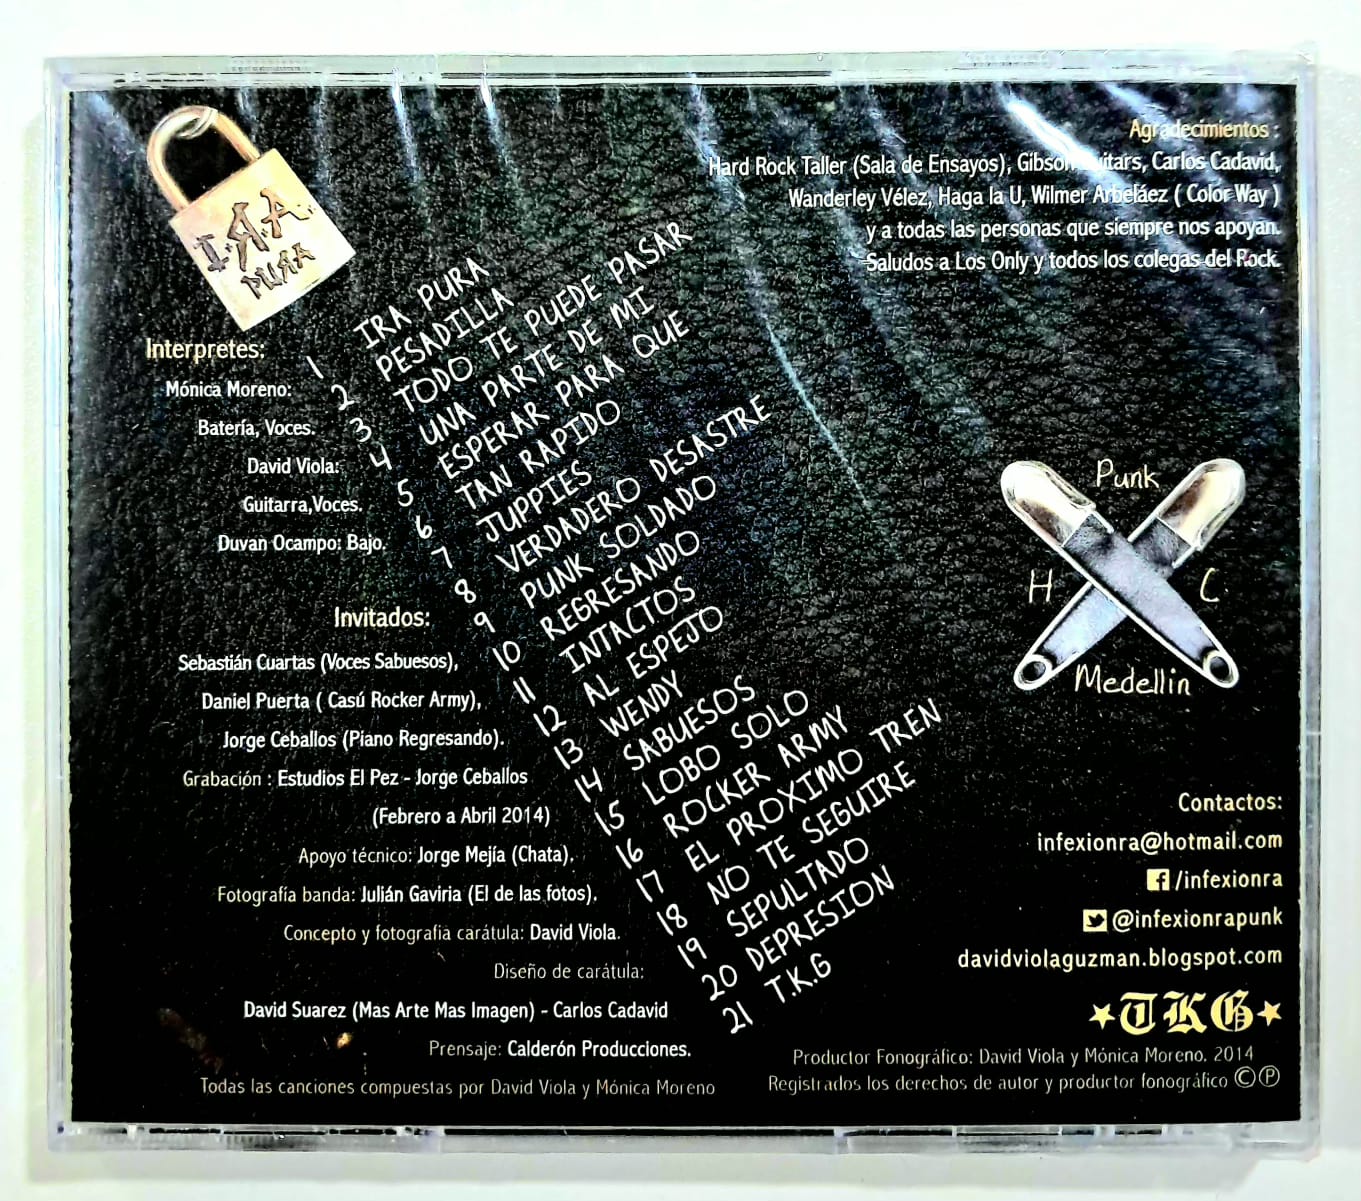 I.R.A.
PURA
Interpretes:
Mónica Moreno:
Batería, Voces.
David Viola:
Guitarra,Voces.
Duvan Ocampo: Bajo.
Invitados:
Sebastián Cuartas (Voces Sabuesos),
Daniel Puerta ( Casú Rocker Army),
Jorge Ceballos (Piano Regresando).
Grabación : Estudios El Pez - Jorge Ceballos
(Febrero a Abril 2014)
Apoyo técnico: Jorge Mejía (Chata).
Fotografía banda: Julián Gaviria (El de las fotos).
Concepto y fotografia carátula: David Viola.
Diseño de carátula:
David Suarez (Mas Arte Mas Imagen) - Carlos Cadavid
Prensaje: Calderón Producciones.
Todas las canciones compuestas por David Viola y Mónica Moreno
1 IRA PURA
2 PESADILLA
3 TODO TE PUEDE PASAR
4 UNA PARTE DE MI
5 ESPERAR PARA QUE
6 TAN RAPIDO
7 JUPPIES
8 VERDADERO DESASTRE
9 PUNK SOLDADO
10 REGRESANDO
11 INTACTOS
12 AL ESPEJO
13 WENDY
14 SABUESOS
15 LOBO SOLO
16 ROCKER ARMY
17 EL PROXIMO TREN
18 NO TE SEGUIRE
19 SEPULTADO
20 DEPRESION
21 T.K.G
Agradecimientos :
Hard Rock Taller (Sala de Ensayos), Gibson Guitars, Carlos Cadavid,
Wanderley Vélez, Haga la U, Wilmer Arbeláez ( Color Way )
y a todas las personas que siempre nos apoyan.
Saludos a Los Only y todos los colegas del Rock.
Punk
H C
Medellin
Contactos:
infexionra@hotmail.com
/infexionra
@infexionrapunk
davidviolaguzman.blogspot.com
TKG
Productor Fonográfico: David Viola y Mónica Moreno. 2014
Registrados los derechos de autor y productor fonográfico ©℗